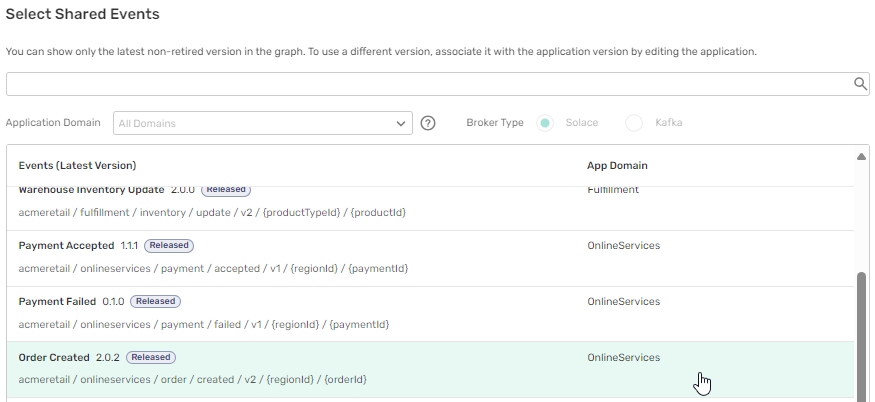 Select Shared Events
You can show only the latest non-retired version in the graph. To use a different version, associate it with the application version by editing the application.
Application Domain All Domains ? Broker Type Solace Kafka
Events (Latest Version) App Domain
Warehouse Inventory Update 2.0.0 Released Fulfillment
acmeretail / fulfillment / inventory / update / v2 / {productTypeId} / {productId}
Payment Accepted 1.1.1 Released OnlineServices
acmeretail / onlineservices / payment / accepted / v1 / {regionId} / {paymentId}
Payment Failed 0.1.0 Released OnlineServices
acmeretail / onlineservices / payment / failed / v1 / {regionId} / {paymentId}
Order Created 2.0.2 Released OnlineServices
acmeretail / onlineservices / order / created / v2 / {regionId} / {orderId}